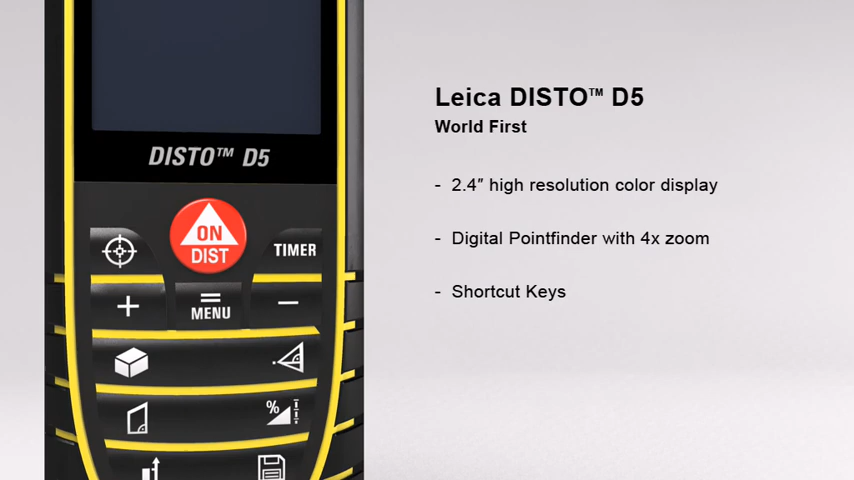 Leica DISTO™ D5
World First
- 2.4″ high resolution color display
- Digital Pointfinder with 4x zoom
- Shortcut Keys
DISTO™ D5
ON
DIST
TIMER
+
=
MENU
−
%